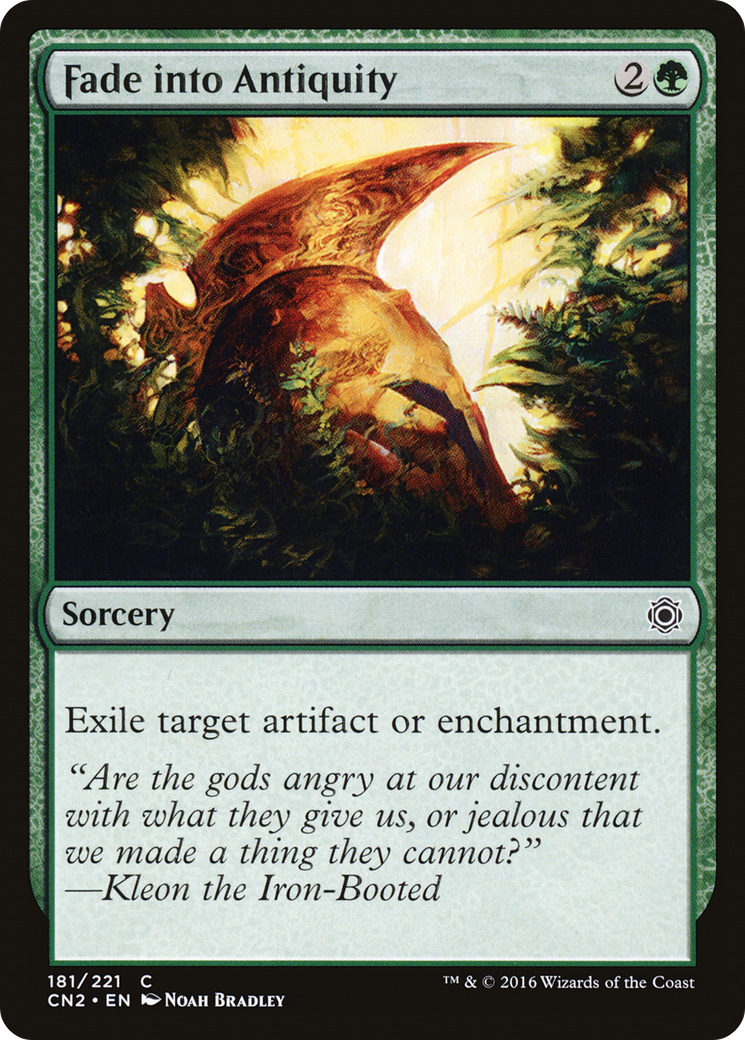 Fade into Antiquity 2
Sorcery
Exile target artifact or enchantment.
“Are the gods angry at our discontent
with what they give us, or jealous that
we made a thing they cannot?”
—Kleon the Iron-Booted
181/221 C
CN2 • EN Noah Bradley
™ & © 2016 Wizards of the Coast